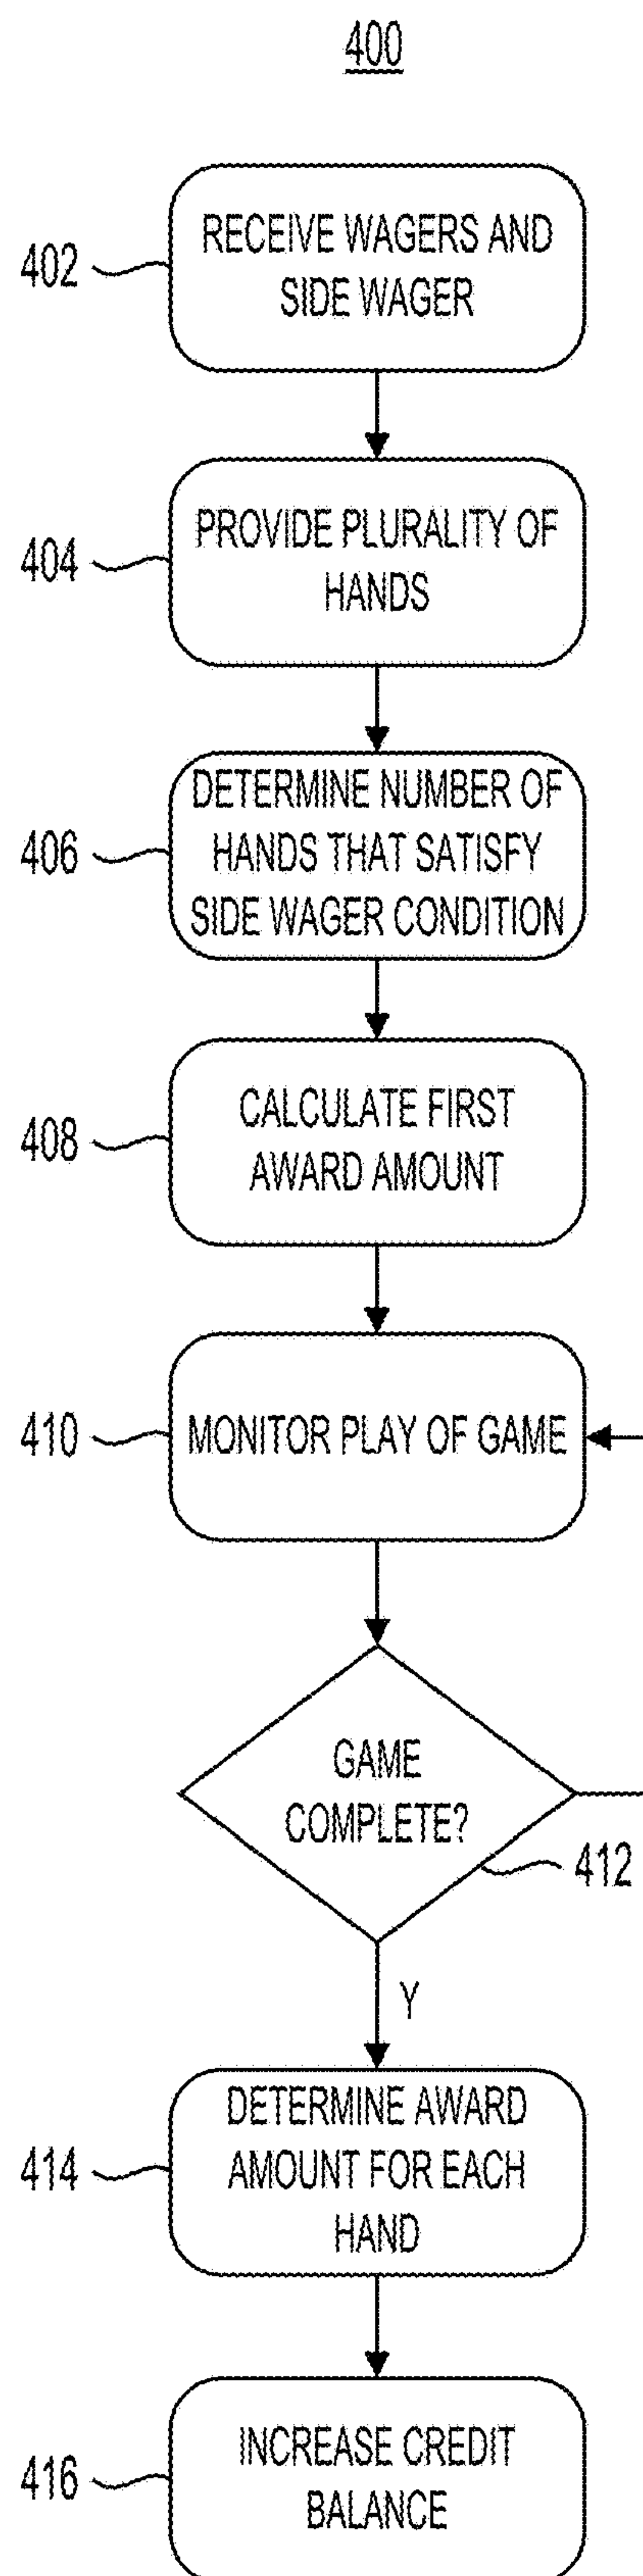 400
402
RECEIVE WAGERS AND
SIDE WAGER
404
PROVIDE PLURALITY OF
HANDS
406
DETERMINE NUMBER OF
HANDS THAT SATISFY
SIDE WAGER CONDITION
408
CALCULATE FIRST
AWARD AMOUNT
410
MONITOR PLAY OF GAME
GAME
COMPLETE?
412
Y
414
DETERMINE AWARD
AMOUNT FOR EACH
HAND
416
INCREASE CREDIT
BALANCE